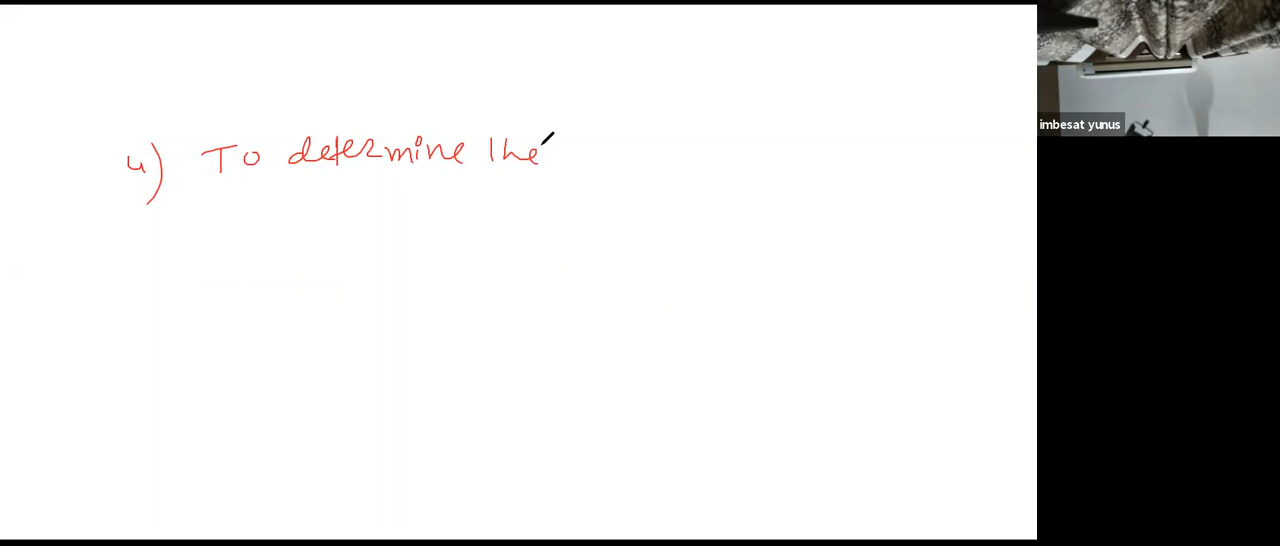 4) To determine the
imbesat yunus